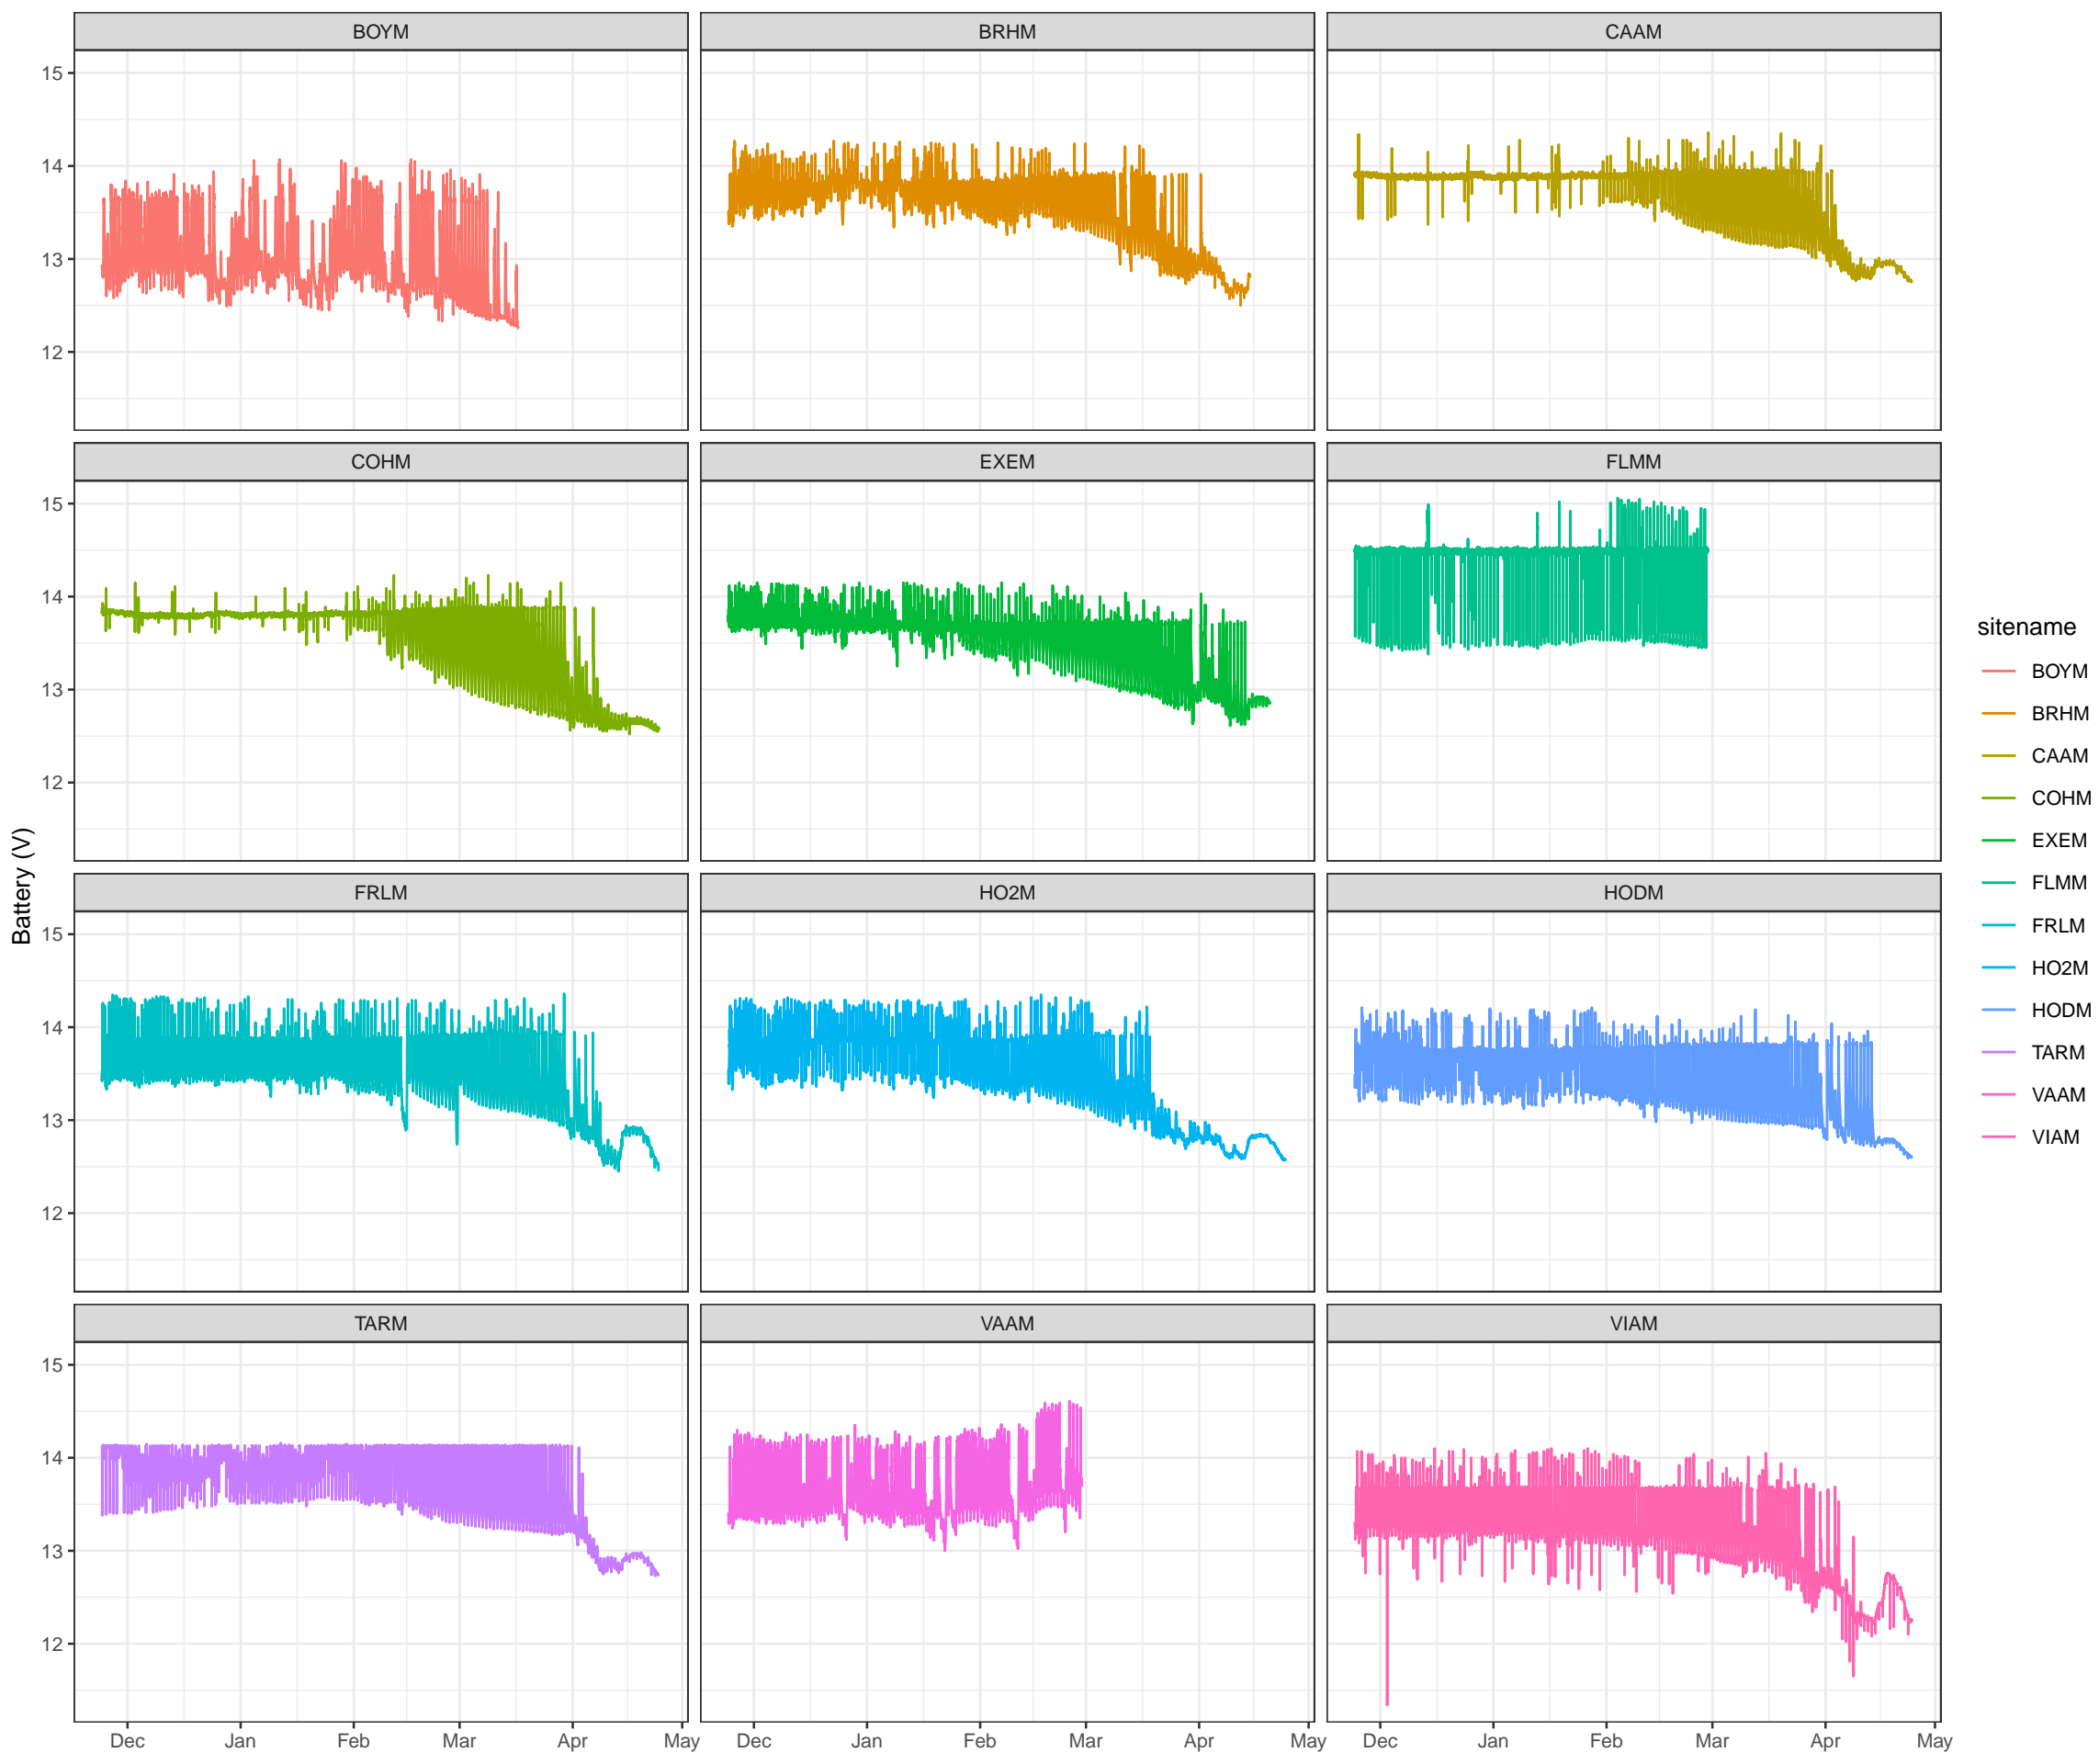 BOYM BRHM CAAM
15
14
13
12
COHM EXEM FLMM
15
14
13
12
FRLM HO2M HODM
15
14
13
12
TARM VAAM VIAM
15
14
13
12
Dec Jan Feb Mar Apr May Dec Jan Feb Mar Apr May Dec Jan Feb Mar Apr May
Battery (V)
sitename
BOYM
BRHM
CAAM
COHM
EXEM
FLMM
FRLM
HO2M
HODM
TARM
VAAM
VIAM